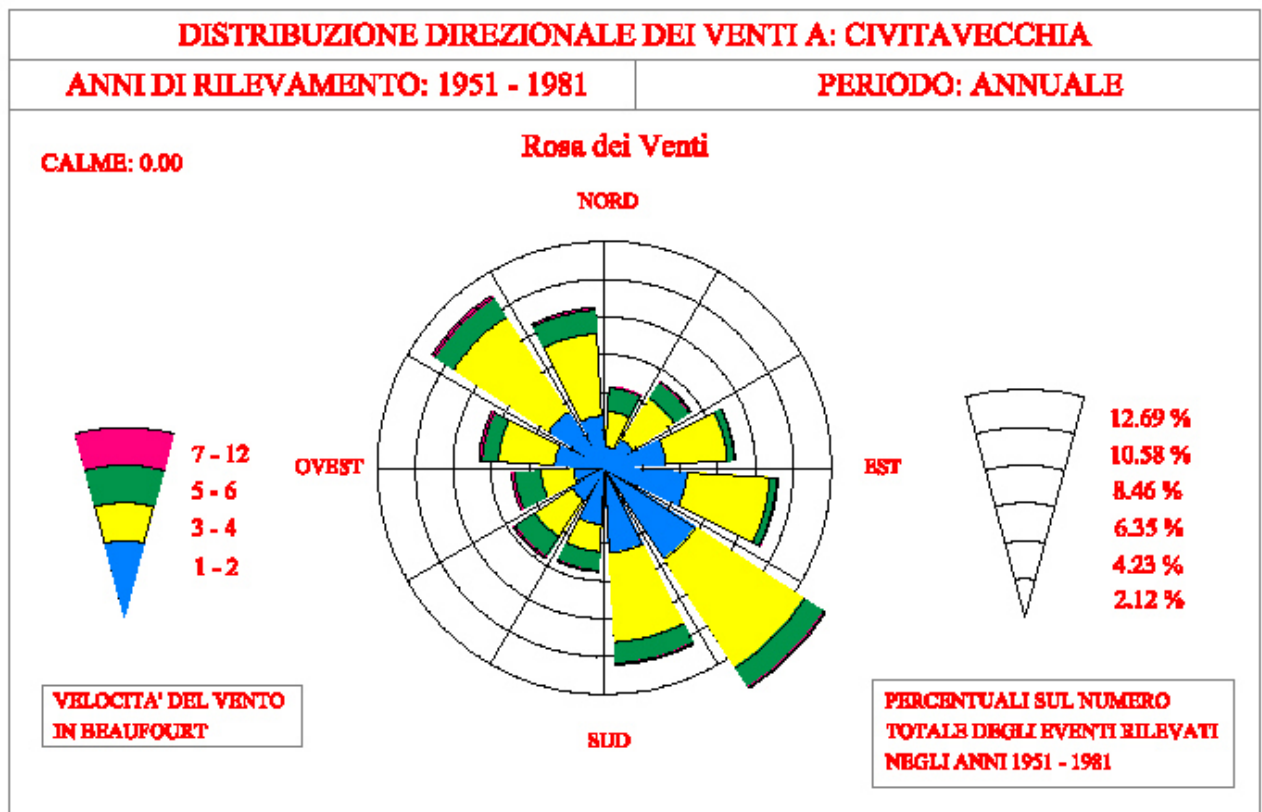 DISTRIBUZIONE DIREZIONALE DEI VENTI A: CIVITAVECCHIA
ANNI DI RILEVAMENTO: 1951 - 1981
PERIODO: ANNUALE
Rosa dei Venti
CALME: 0.00
NORD
OVEST
EST
SUD
7 - 12
5 - 6
3 - 4
1 - 2
12.69 %
10.58 %
8.46 %
6.35 %
4.23 %
2.12 %
VELOCITA' DEL VENTO
IN BEAUFOURT
PERCENTUALI SUL NUMERO
TOTALE DEGLI EVENTI RILEVATI
NEGLI ANNI 1951 - 1981